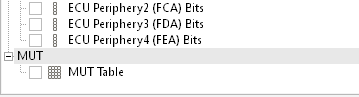 ECU Periphery2 (FCA) Bits
ECU Periphery3 (FDA) Bits
ECU Periphery4 (FEA) Bits
MUT
MUT Table